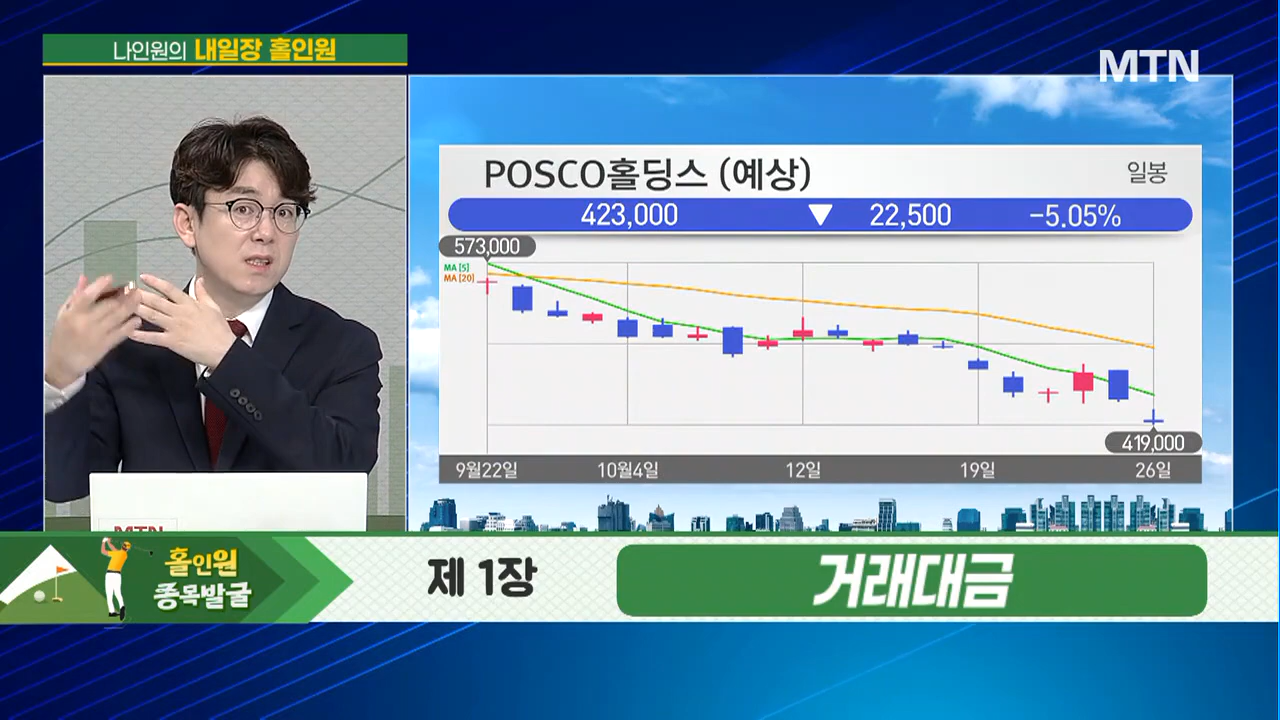 나인원의 내일장 홀인원
MTN
POSCO홀딩스 (예상)
일봉
423,000 ▼ 22,500 -5.05%
573,000
MA [5]
MA [20]
419,000
9월22일 10월4일 12일 19일 26일
MTN
홀인원
종목발굴
제 1장
거래대금